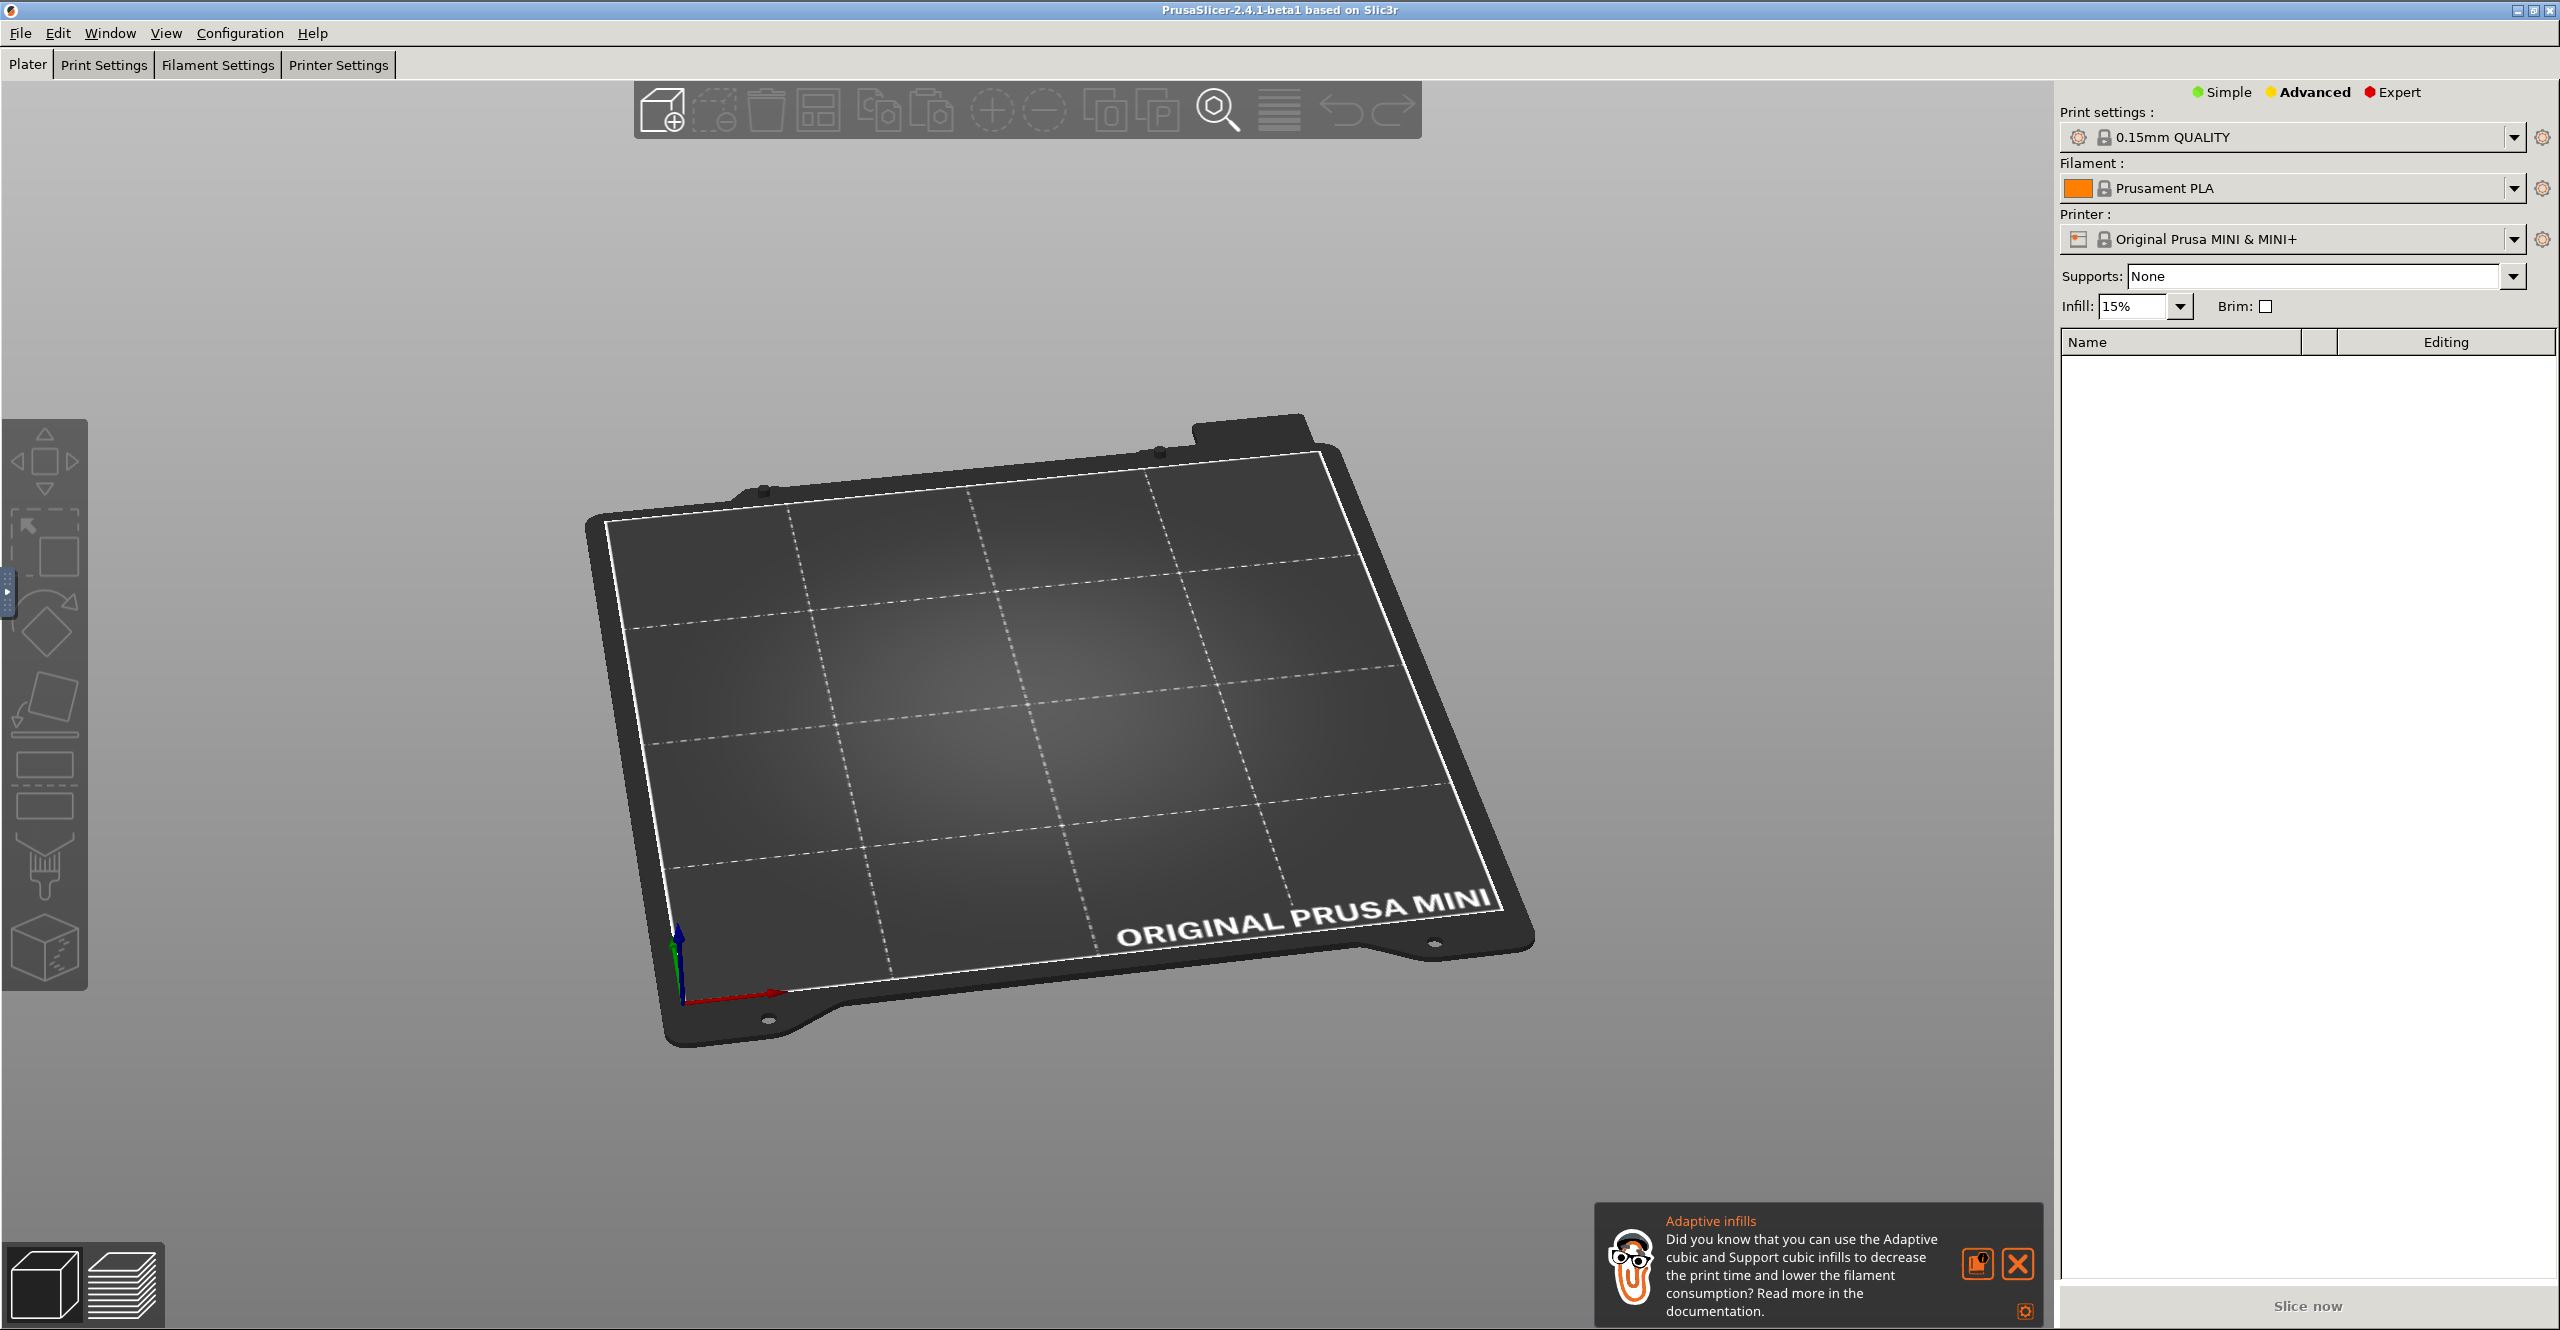 PrusaSlicer-2.4.1-beta1 based on Slic3r
File Edit Window View Configuration Help
Plater Print Settings Filament Settings Printer Settings
Simple Advanced Expert
Print settings :
0.15mm QUALITY
Filament :
Prusament PLA
Printer :
Original Prusa MINI & MINI+
Supports: None
Infill: 15% Brim:
Name Editing
ORIGINAL PRUSA MINI
Adaptive infills
Did you know that you can use the Adaptive
cubic and Support cubic infills to decrease
the print time and lower the filament
consumption? Read more in the
documentation.
Slice now